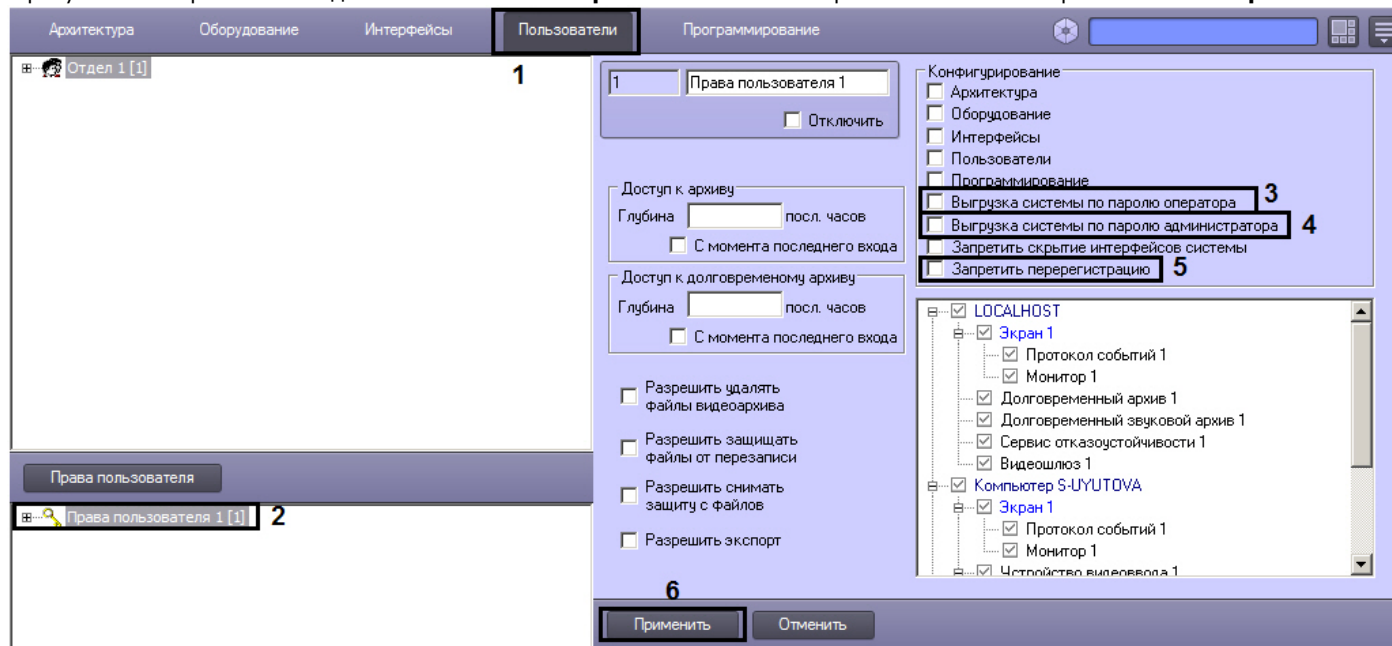 Архитектура Оборудование Интерфейсы Пользователи Программирование
1
Отдел 1 [1]
1 Права пользователя 1
Отключить
Доступ к архиву
Глубина посл. часов
С момента последнего входа
Доступ к долговременому архиву
Глубина посл. часов
С момента последнего входа
Разрешить удалять
файлы видеоархива
Разрешить защищать
файлы от перезаписи
Разрешить снимать
защиту с файлов
Разрешить экспорт
Конфигурирование
Архитектура
Оборудование
Интерфейсы
Пользователи
Программирование
Выгрузка системы по паролю оператора 3
Выгрузка системы по паролю администратора 4
Запретить скрытие интерфейсов системы
Запретить перерегистрацию 5
LOCALHOST
Экран 1
Протокол событий 1
Монитор 1
Долговременный архив 1
Долговременный звуковой архив 1
Сервис отказоустойчивости 1
Видеошлюз 1
Компьютер S-UYUTOVA
Экран 1
Протокол событий 1
Монитор 1
Устройство видеоввода 1
Права пользователя
Права пользователя 1 [1] 2
6
Применить Отменить